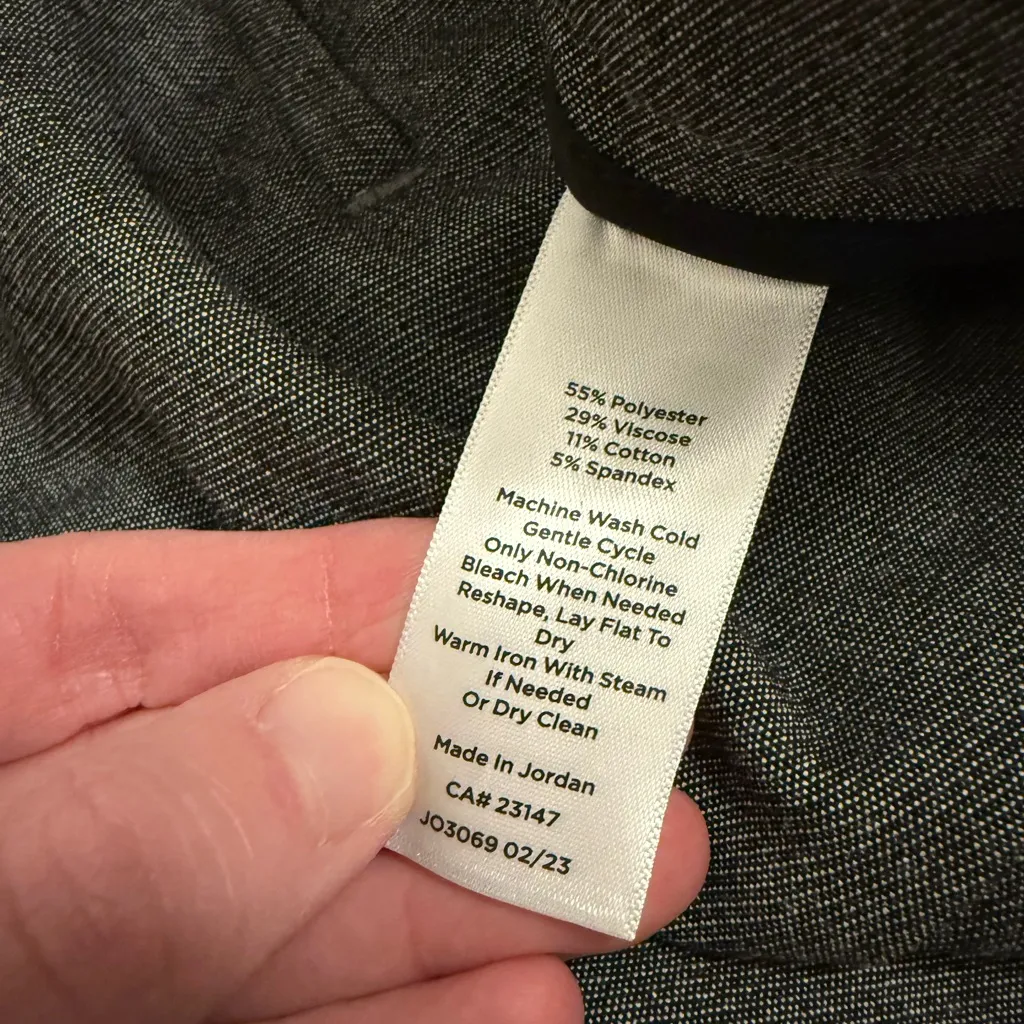 55% Polyester
29% Viscose
11% Cotton
5% Spandex
Machine Wash Cold
Gentle Cycle
Only Non-Chlorine
Bleach When Needed
Reshape, Lay Flat To
Dry
Warm Iron With Steam
If Needed
Or Dry Clean
Made In Jordan
CA# 23147
JO3069 02/23